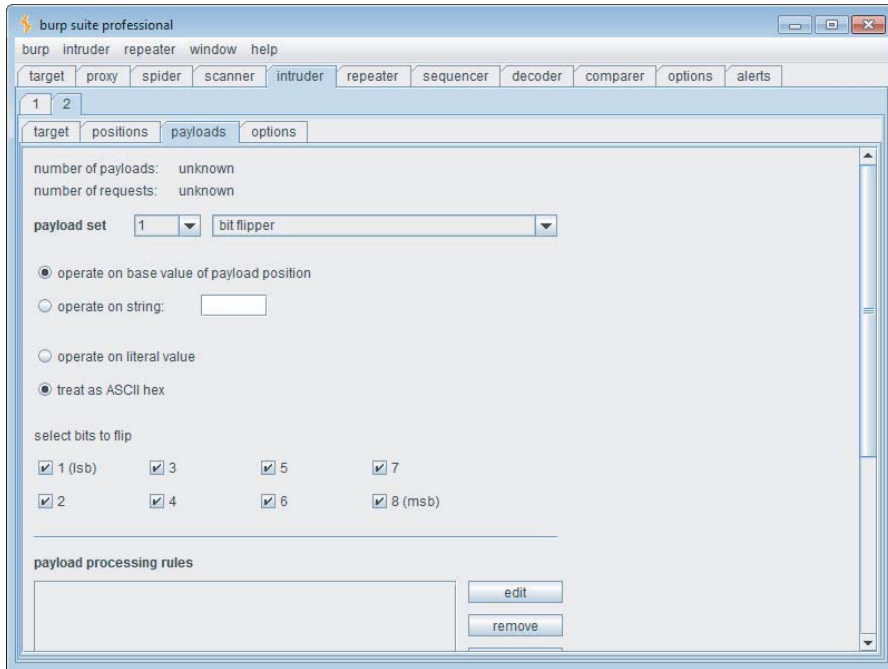 burp suite professional
burp intruder repeater window help
target proxy spider scanner intruder repeater sequencer decoder comparer options alerts
1 2
target positions payloads options
number of payloads: unknown
number of requests: unknown
payload set 1 bit flipper
operate on base value of payload position
operate on string:
operate on literal value
treat as ASCII hex
select bits to flip
1 (lsb) 3 5 7
2 4 6 8 (msb)
payload processing rules
edit
remove